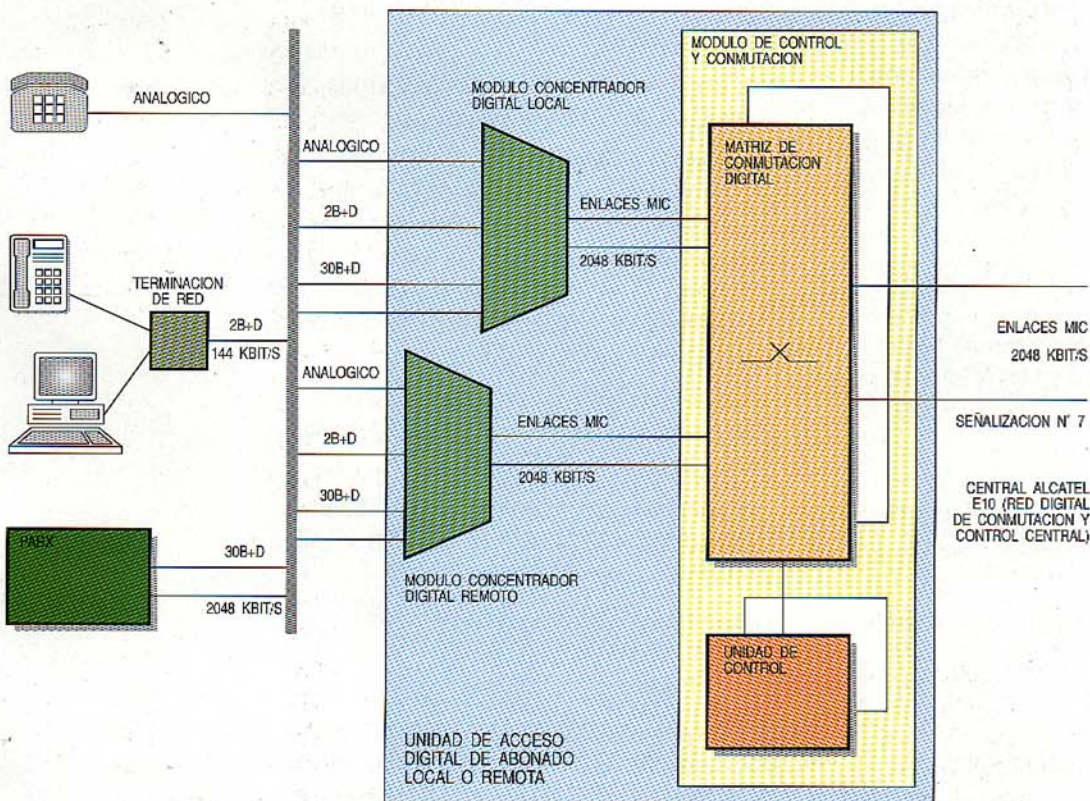 MODULO DE CONTROL
Y CONMUTACION
MODULO CONCENTRADOR
DIGITAL LOCAL
ANALOGICO
ANALOGICO
MATRIZ DE
CONMUTACION
DIGITAL
ENLACES MIC
2B+D
2048 KBIT/S
30B+D
TERMINACION
DE RED
2B+D
144 KBIT/S
ENLACES MIC
2048 KBIT/S
ANALOGICO
ENLACES MIC
SEÑALIZACION N° 7
2B+D
2048 KBIT/S
30B+D
CENTRAL ALCATEL
E10 (RED DIGITAL
DE CONMUTACION Y
CONTROL CENTRAL)
PABX
30B+D
2048 KBIT/S
MODULO CONCENTRADOR
DIGITAL REMOTO
UNIDAD DE
CONTROL
UNIDAD DE ACCESO
DIGITAL DE ABONADO
LOCAL O REMOTA